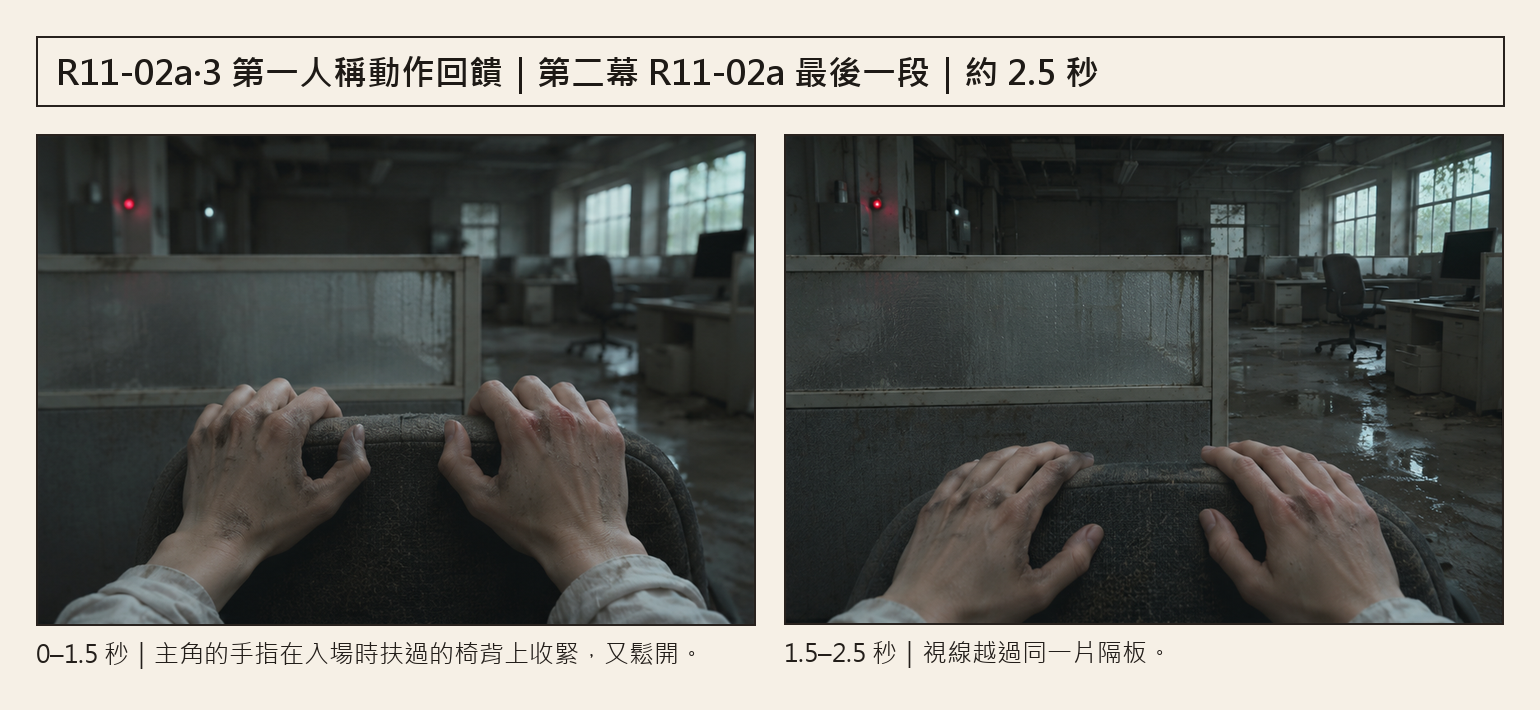 R11-02a·3 第一人稱動作回饋｜第二幕 R11-02a 最後一段｜約 2.5 秒
0–1.5 秒｜主角的手指在入場時扶過的椅背上收緊，又鬆開。
1.5–2.5 秒｜視線越過同一片隔板。